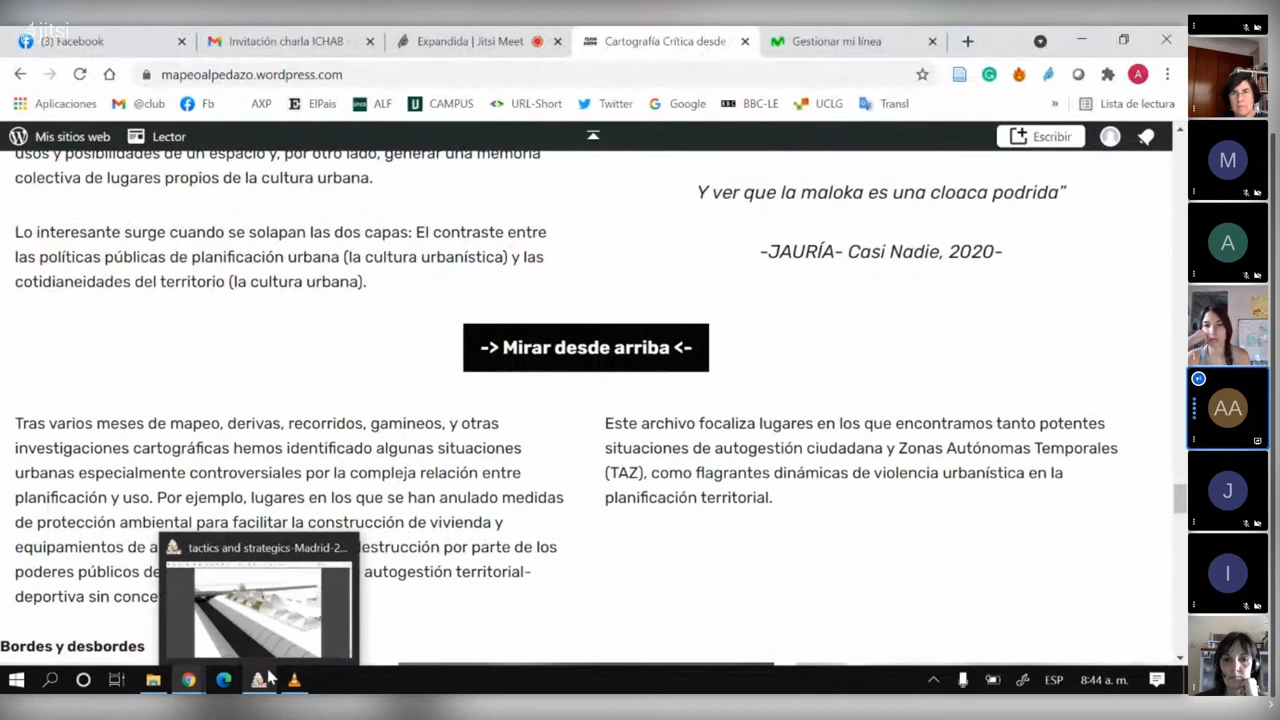 jitsi
(3) Facebook
Invitación charla ICHAB
Expandida | Jitsi Meet
Cartografía Crítica desde
Gestionar mi línea
mapeoalpedazo.wordpress.com
A
Aplicaciones
@club
Fb
AXP
ElPais
ALF
CAMPUS
URL-Short
Twitter
Google
BBC-LE
UCLG
Transl
»
Lista de lectura
Mis sitios web
Lector
Escribir
usos y posibilidades de un espacio y, por otro lado, generar una memoria
colectiva de lugares propios de la cultura urbana.
Y ver que la maloka es una cloaca podrida”
Lo interesante surge cuando se solapan las dos capas: El contraste entre
las políticas públicas de planificación urbana (la cultura urbanística) y las
cotidianeidades del territorio (la cultura urbana).
-JAURÍA- Casi Nadie, 2020-
-> Mirar desde arriba <-
Tras varios meses de mapeo, derivas, recorridos, gamineos, y otras
investigaciones cartográficas hemos identificado algunas situaciones
urbanas especialmente controversiales por la compleja relación entre
planificación y uso. Por ejemplo, lugares en los que se han anulado medidas
de protección ambiental para facilitar la construcción de vivienda y
equipamientos de a
destrucción por parte de los
poderes públicos de
autogestión territorial-
deportiva sin conce
Este archivo focaliza lugares en los que encontramos tanto potentes
situaciones de autogestión ciudadana y Zonas Autónomas Temporales
(TAZ), como flagrantes dinámicas de violencia urbanística en la
planificación territorial.
tactics and strategics-Madrid-2...
Bordes y desbordes
ESP
8:44 a. m.
M
A
AA
J
I